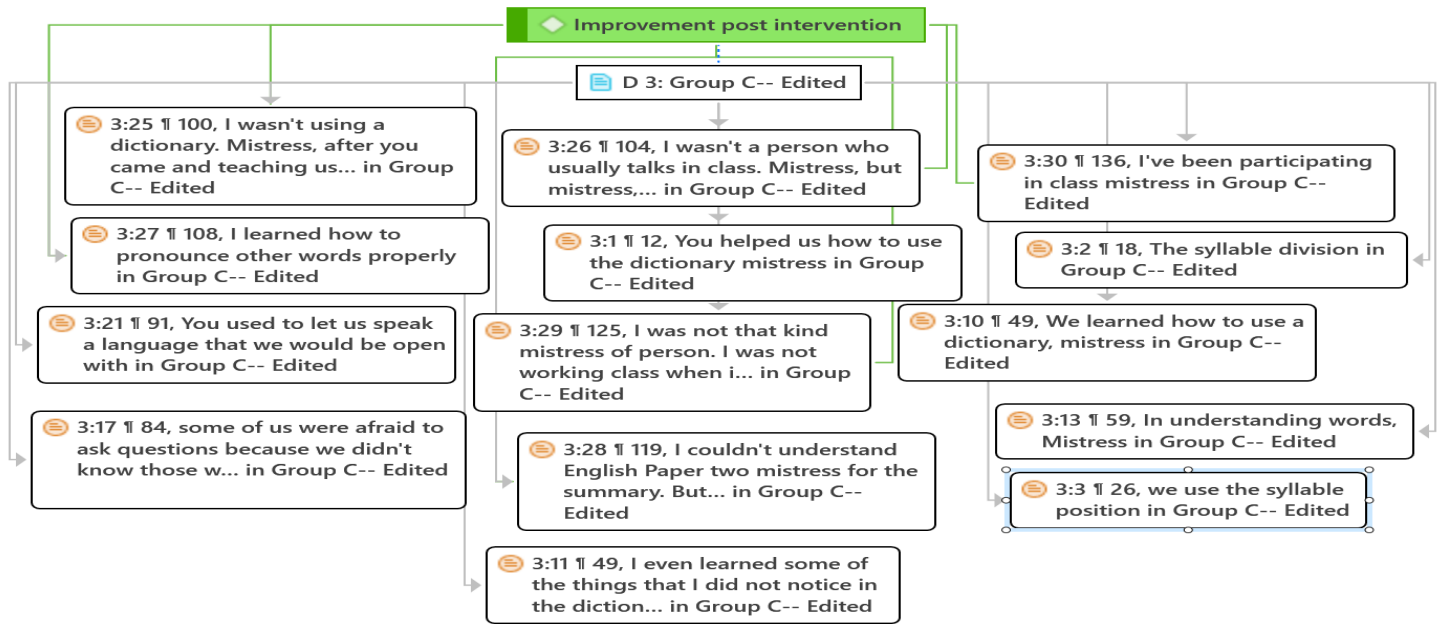 Improvement post intervention
D 3: Group C-- Edited
3:25 ¶ 100, I wasn't using a
dictionary. Mistress, after you
came and teaching us... in Group
C-- Edited
3:26 ¶ 104, I wasn't a person who
usually talks in class. Mistress, but
mistress,... in Group C-- Edited
3:30 ¶ 136, I've been participating
in class mistress in Group C--
Edited
3:27 ¶ 108, I learned how to
pronounce other words properly
in Group C-- Edited
3:1 ¶ 12, You helped us how to use
the dictionary mistress in Group
C-- Edited
3:2 ¶ 18, The syllable division in
Group C-- Edited
3:21 ¶ 91, You used to let us speak
a language that we would be open
with in Group C-- Edited
3:29 ¶ 125, I was not that kind
mistress of person. I was not
working class when i... in Group
C-- Edited
3:10 ¶ 49, We learned how to use a
dictionary, mistress in Group C--
Edited
3:17 ¶ 84, some of us were afraid to
ask questions because we didn't
know those w... in Group C-- Edited
3:28 ¶ 119, I couldn't understand
English Paper two mistress for the
summary. But... in Group C--
Edited
3:13 ¶ 59, In understanding words,
Mistress in Group C-- Edited
3:3 ¶ 26, we use the syllable
position in Group C-- Edited
3:11 ¶ 49, I even learned some of
the things that I did not notice in
the diction... in Group C-- Edited